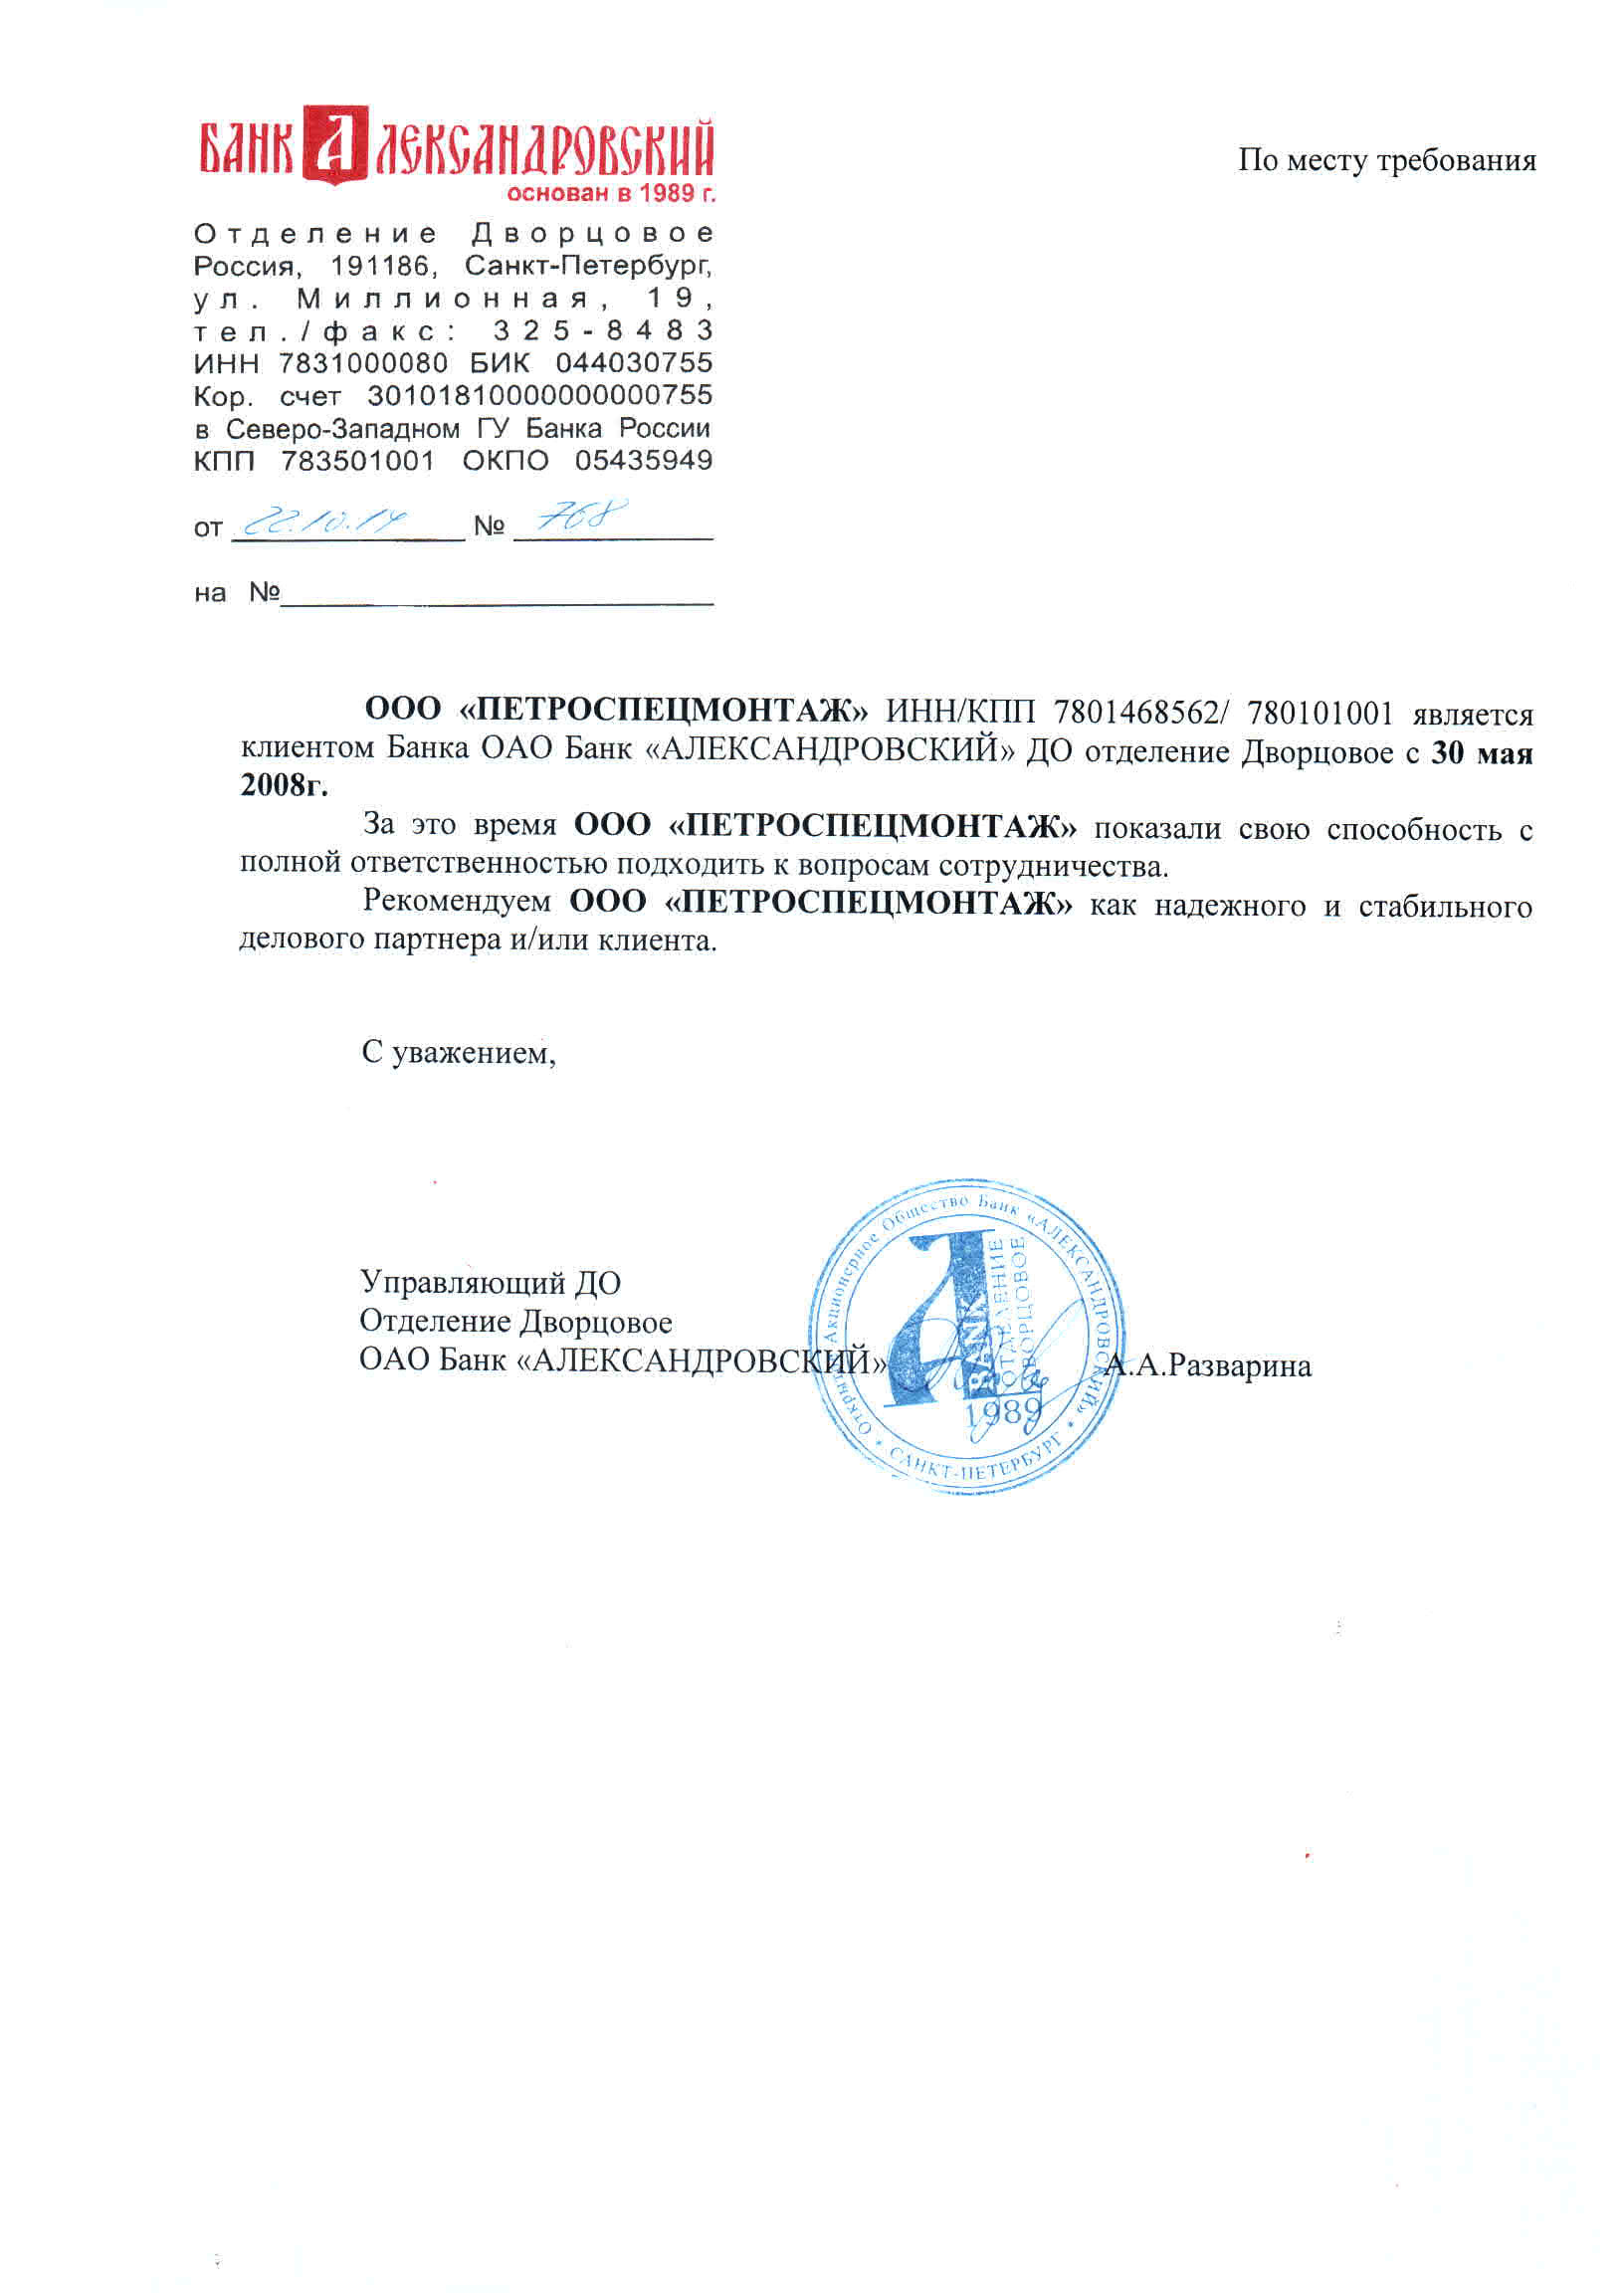 БАНК АЛЕКСАНДРОВСКИЙ
основан в 1989 г.
По месту требования
Отделение Дворцовое
Россия, 191186, Санкт-Петербург,
ул. Миллионная, 19,
тел./факс: 325-8483
ИНН 7831000080 БИК 044030755
Кор. счет 30101810000000000755
в Северо-Западном ГУ Банка России
КПП 783501001 ОКПО 05435949
от 22.10.14 № 768
на №
ООО «ПЕТРОСПЕЦМОНТАЖ» ИНН/КПП 7801468562/ 780101001 является
клиентом Банка ОАО Банк «АЛЕКСАНДРОВСКИЙ» ДО отделение Дворцовое с 30 мая
2008г.
За это время ООО «ПЕТРОСПЕЦМОНТАЖ» показали свою способность с
полной ответственностью подходить к вопросам сотрудничества.
Рекомендуем ООО «ПЕТРОСПЕЦМОНТАЖ» как надежного и стабильного
делового партнера и/или клиента.
С уважением,
Управляющий ДО
Отделение Дворцовое
ОАО Банк «АЛЕКСАНДРОВСКИЙ» А.А.Разварина
Акционерное Общество Банк «АЛЕКСАНДРОВСКИЙ»
• САНКТ-ПЕТЕРБУРГ •
BANK
ОТДЕЛЕНИЕ
ДВОРЦОВОЕ
1989